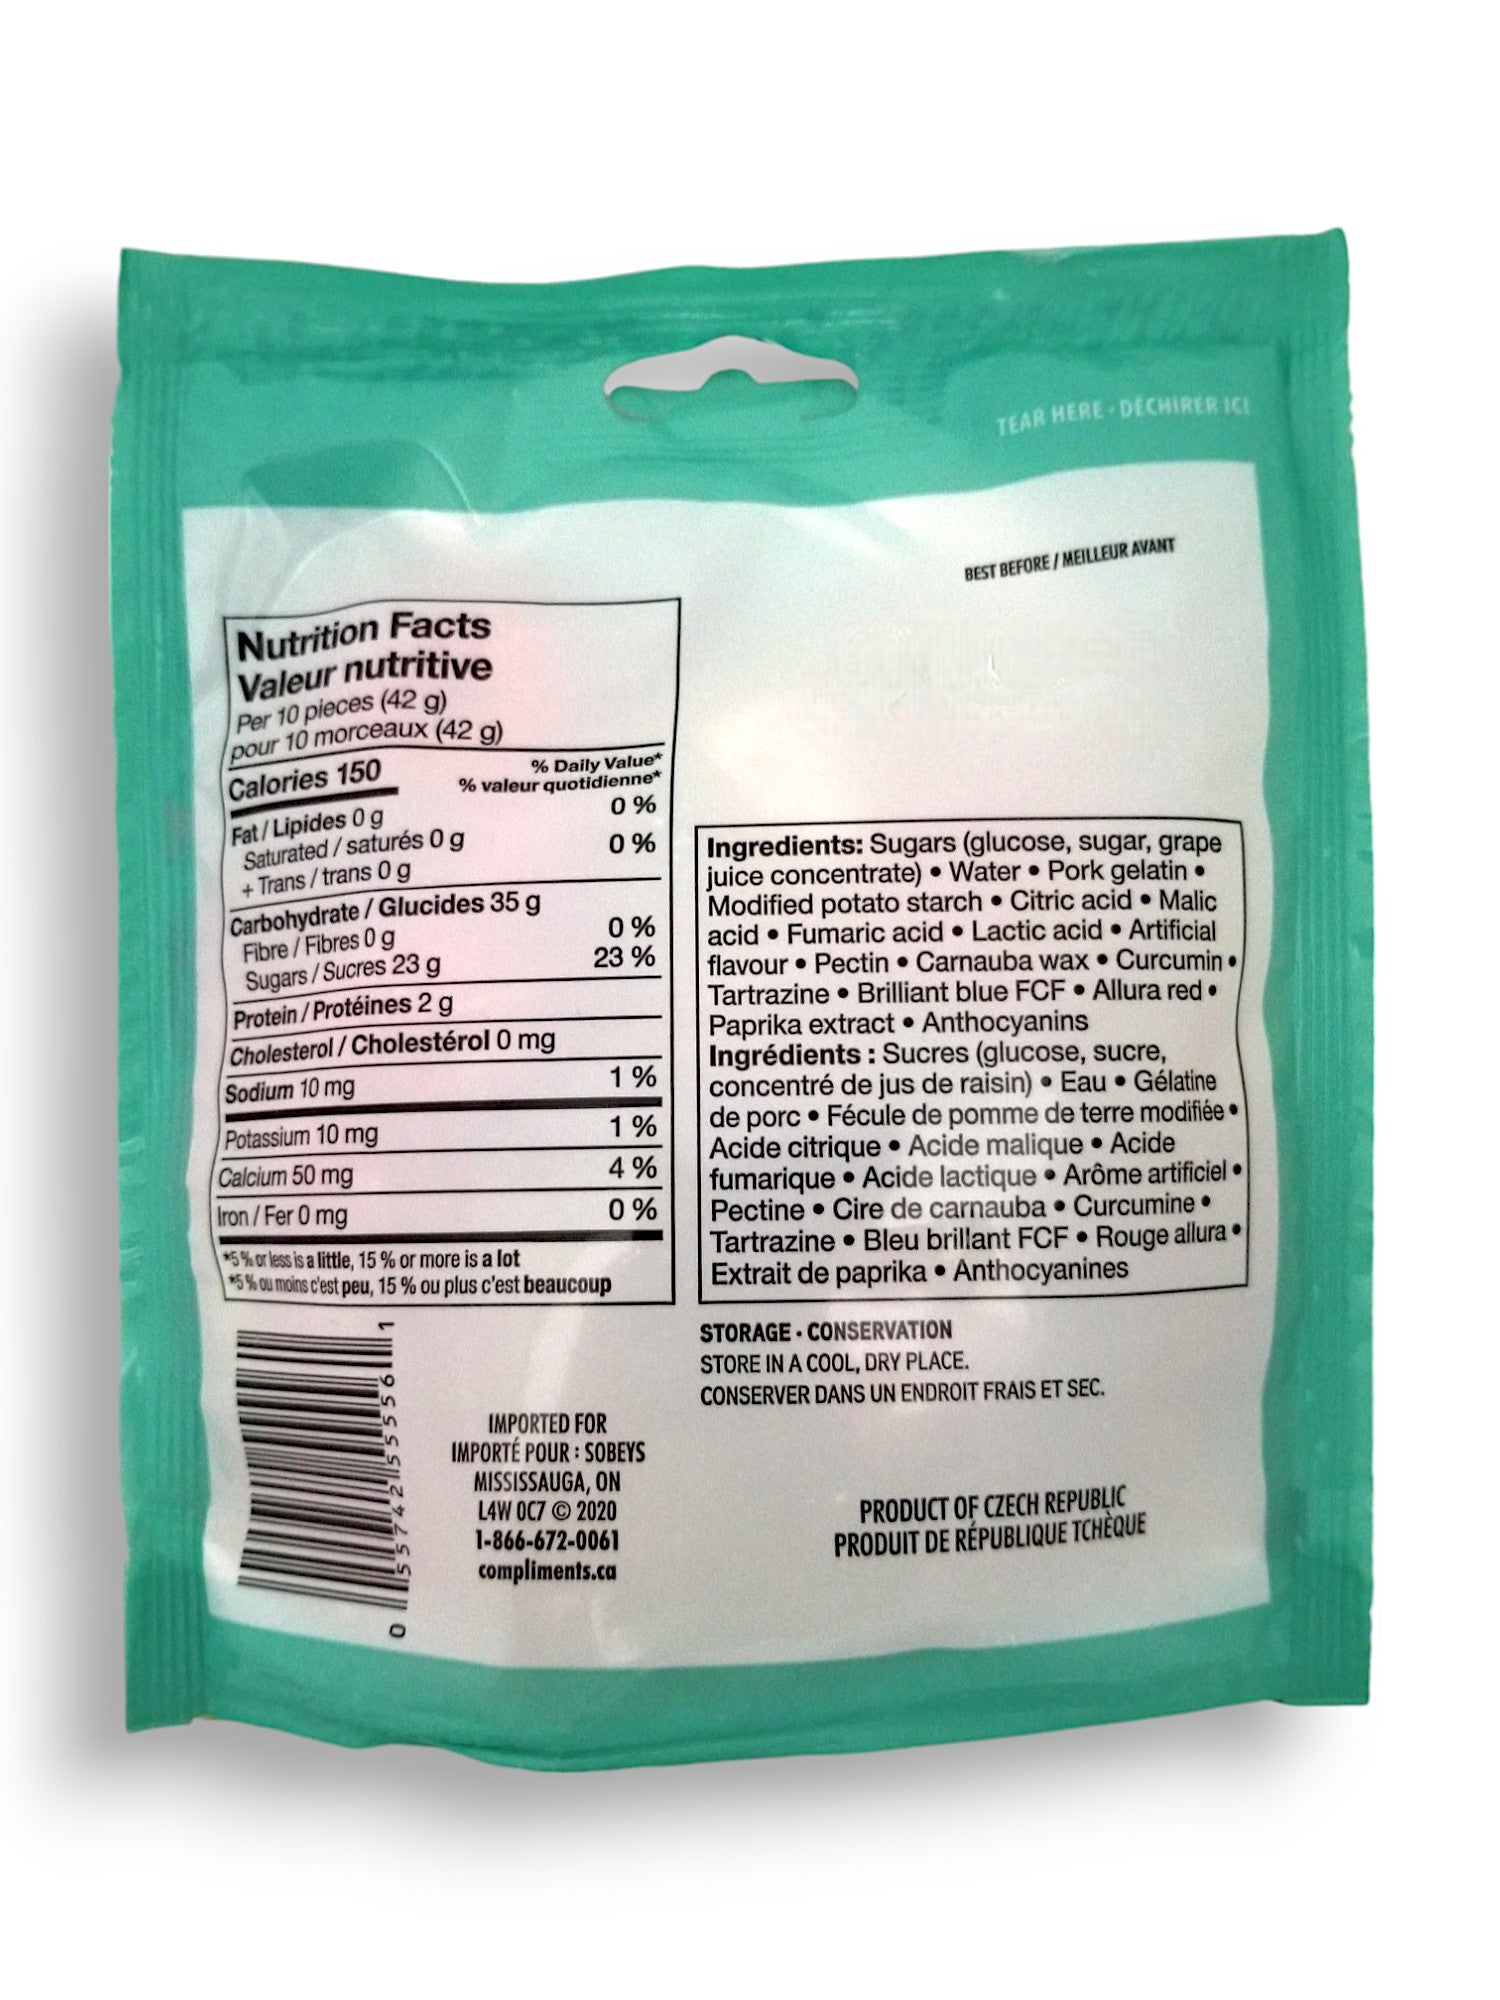 TEAR HERE - DÉCHIRER ICI
BEST BEFORE / MEILLEUR AVANT
Nutrition Facts
Valeur nutritive
Per 10 pieces (42 g)
pour 10 morceaux (42 g)
Calories 150
% Daily Value*
% valeur quotidienne*
Fat / Lipides 0 g 0 %
Saturated / saturés 0 g 0 %
+ Trans / trans 0 g
Carbohydrate / Glucides 35 g
Fibre / Fibres 0 g 0 %
Sugars / Sucres 23 g 23 %
Protein / Protéines 2 g
Cholesterol / Cholestérol 0 mg
Sodium 10 mg 1 %
Potassium 10 mg 1 %
Calcium 50 mg 4 %
Iron / Fer 0 mg 0 %
*5 % or less is a little, 15 % or more is a lot
*5 % ou moins c'est peu, 15 % ou plus c'est beaucoup
Ingredients: Sugars (glucose, sugar, grape
juice concentrate) • Water • Pork gelatin •
Modified potato starch • Citric acid • Malic
acid • Fumaric acid • Lactic acid • Artificial
flavour • Pectin • Carnauba wax • Curcumin •
Tartrazine • Brilliant blue FCF • Allura red •
Paprika extract • Anthocyanins
Ingrédients : Sucres (glucose, sucre,
concentré de jus de raisin) • Eau • Gélatine
de porc • Fécule de pomme de terre modifiée •
Acide citrique • Acide malique • Acide
fumarique • Acide lactique • Arôme artificiel •
Pectine • Cire de carnauba • Curcumine •
Tartrazine • Bleu brillant FCF • Rouge allura •
Extrait de paprika • Anthocyanines
STORAGE - CONSERVATION
STORE IN A COOL, DRY PLACE.
CONSERVER DANS UN ENDROIT FRAIS ET SEC.
0 55742 55556 1
IMPORTED FOR
IMPORTÉ POUR : SOBEYS
MISSISSAUGA, ON
L4W 0C7 © 2020
1-866-672-0061
compliments.ca
PRODUCT OF CZECH REPUBLIC
PRODUIT DE RÉPUBLIQUE TCHÈQUE